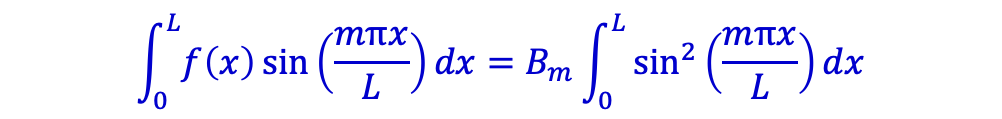 ∫₀ᴸ f(x) sin (mπx/L) dx = Bₘ ∫₀ᴸ sin² (mπx/L) dx